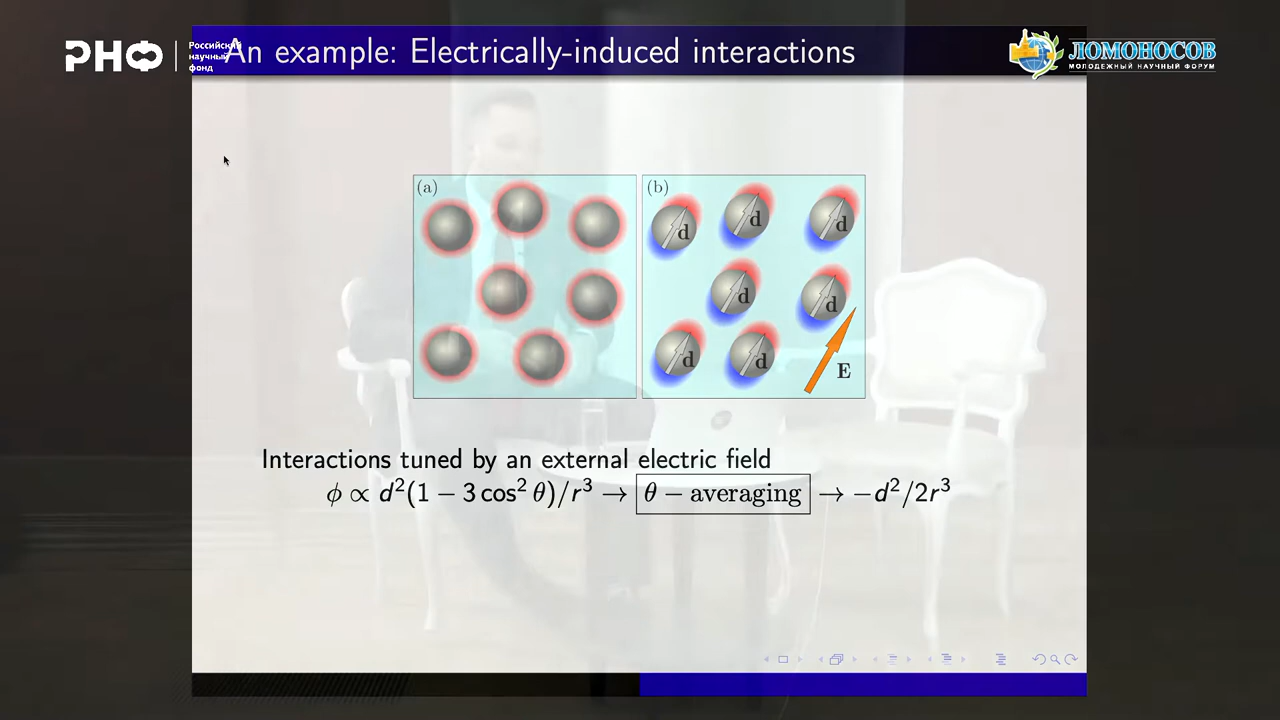 РНФ
Российский
научный
фонд
An example: Electrically-induced interactions
ЛОМОНОСОВ
МОЛОДЕЖНЫЙ НАУЧНЫЙ ФОРУМ
(a)
(b)
d
d
d
d
d
d
d
E
Interactions tuned by an external electric field
ϕ ∝ d²(1 − 3 cos² θ)/r³ → θ − averaging → −d²/2r³